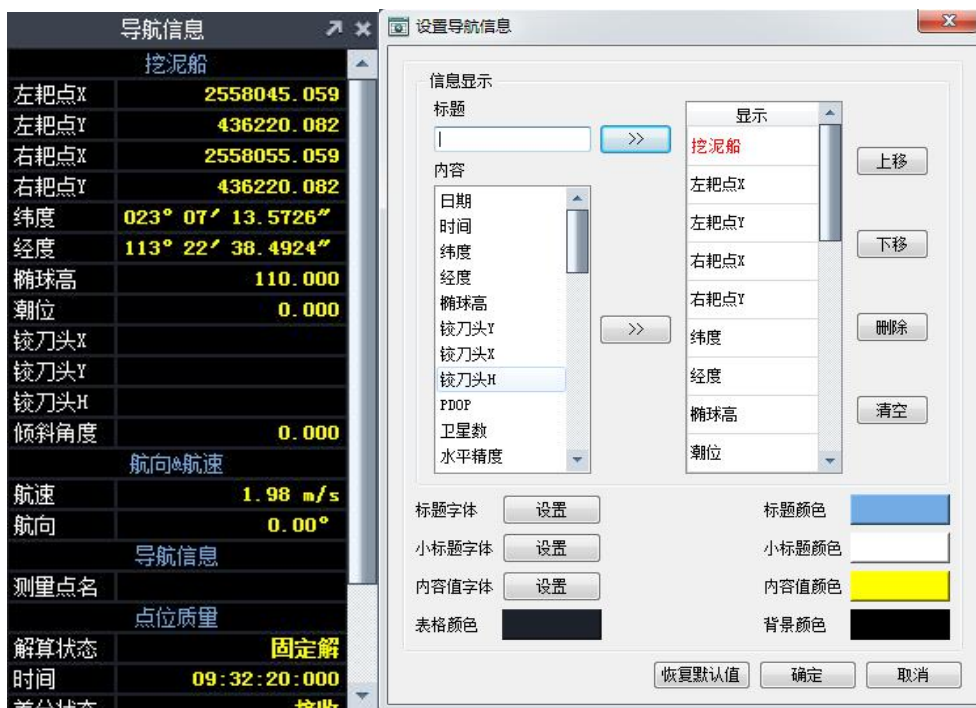 导航信息
挖泥船
左耙点X 2558045.059
左耙点Y 436220.082
右耙点X 2558055.059
右耙点Y 436220.082
纬度 023° 07′ 13.5726″
经度 113° 22′ 38.4924″
椭球高 110.000
潮位 0.000
铰刀头X
铰刀头Y
铰刀头H
倾斜角度 0.000
航向&航速
航速 1.98 m/s
航向 0.00°
导航信息
测量点名
点位质量
解算状态 固定解
时间 09:32:20:000
差分状态 接收
设置导航信息
信息显示
标题
>>
内容
日期
时间
纬度
经度
椭球高
铰刀头Y
铰刀头X
铰刀头H
PDOP
卫星数
水平精度
>>
显示
挖泥船
左耙点X
左耙点Y
右耙点X
右耙点Y
纬度
经度
椭球高
潮位
上移
下移
删除
清空
标题字体 设置 标题颜色
小标题字体 设置 小标题颜色
内容值字体 设置 内容值颜色
表格颜色 背景颜色
恢复默认值 确定 取消